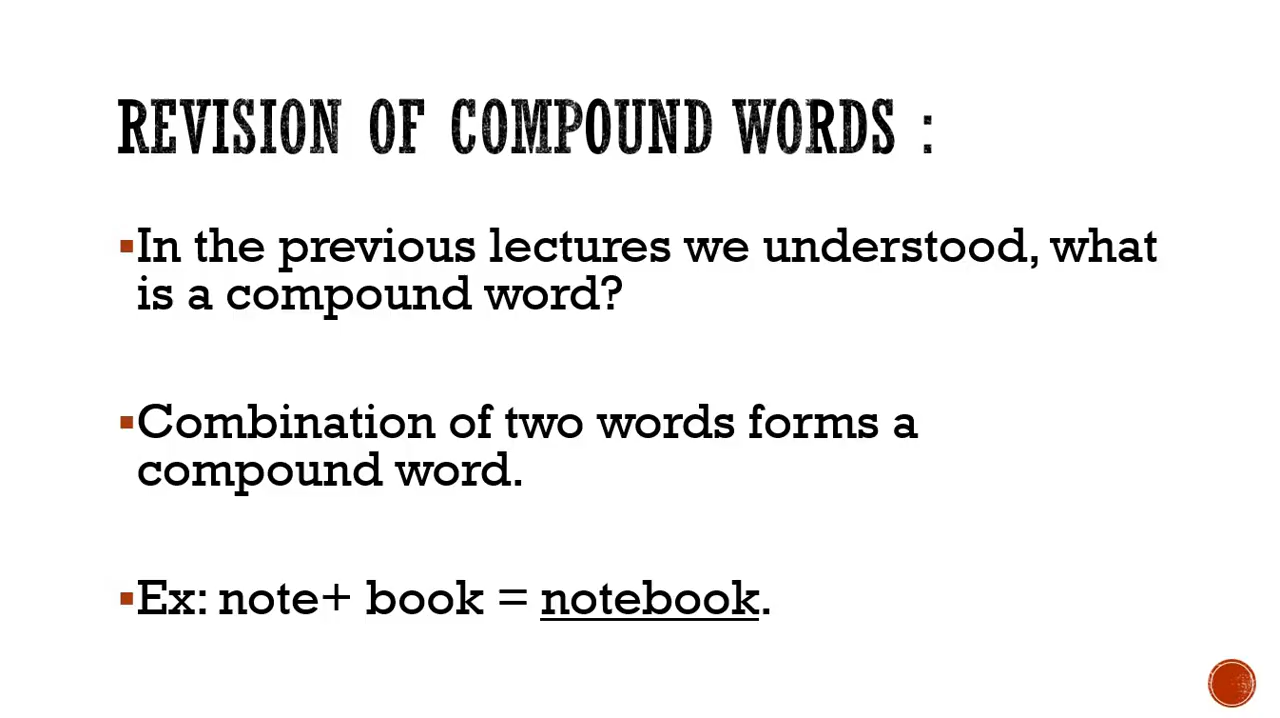 REVISION OF COMPOUND WORDS :
▪In the previous lectures we understood, what
is a compound word?
▪Combination of two words forms a
compound word.
▪Ex: note+ book = notebook.